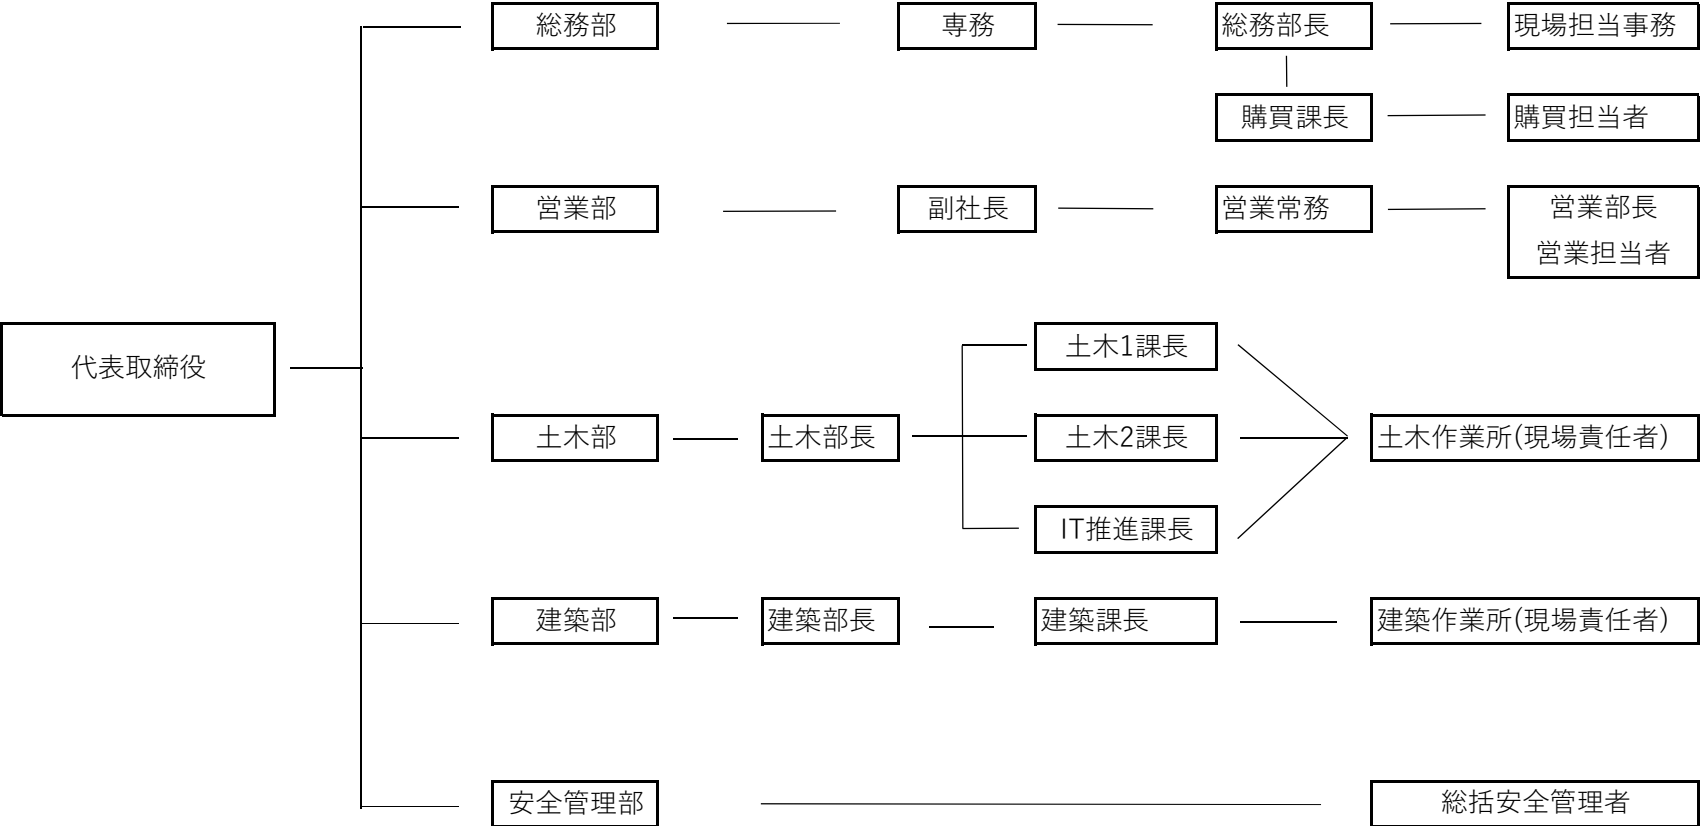 総務部
専務
総務部長
現場担当事務
購買課長
購買担当者
営業部
副社長
営業常務
営業部長
営業担当者
代表取締役
土木1課長
土木部
土木部長
土木2課長
土木作業所(現場責任者)
IT推進課長
建築部
建築部長
建築課長
建築作業所(現場責任者)
安全管理部
総括安全管理者